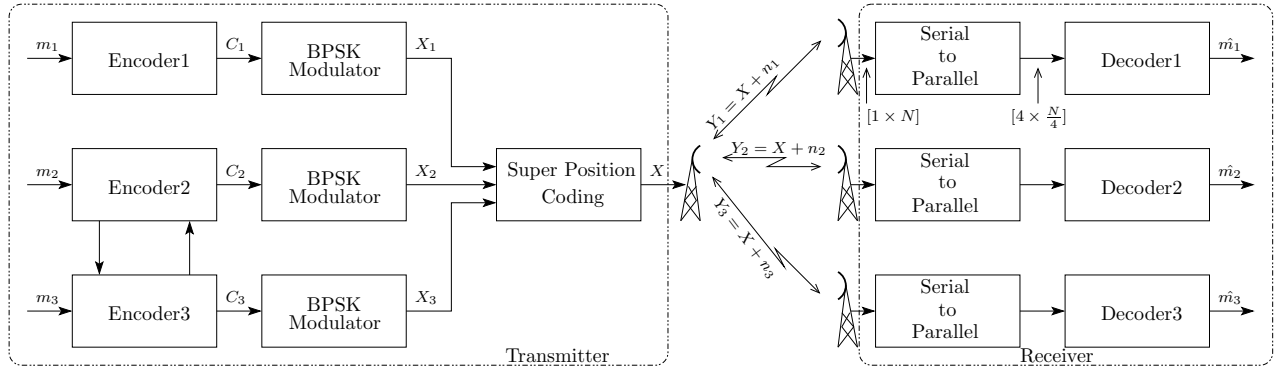 m₁
Encoder1
C₁
BPSK
Modulator
X₁
m₂
Encoder2
C₂
BPSK
Modulator
X₂
m₃
Encoder3
C₃
BPSK
Modulator
X₃
Super Position
Coding
X
Transmitter
Y₁ = X + n₁
Y₂ = X + n₂
Y₃ = X + n₃
Serial
to
Parallel
[1 × N]
[4 × N/4]
Decoder1
m̂₁
Serial
to
Parallel
Decoder2
m̂₂
Serial
to
Parallel
Decoder3
m̂₃
Receiver